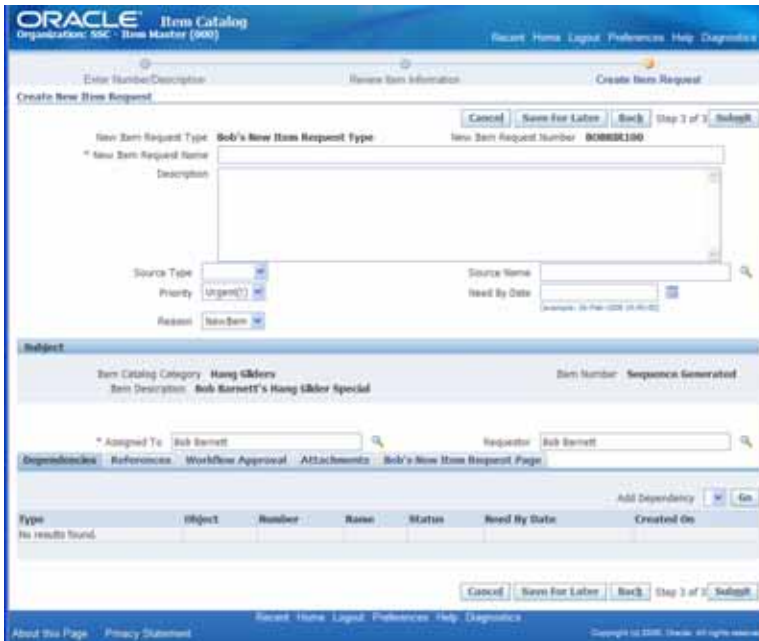 ORACLE Item Catalog
Organization: SSC - Item Master (000)
Recent Home Logout Preferences Help Diagnostics
Enter Number/Description
Review Item Information
Create Item Request
Create New Item Request
Cancel Save For Later Back Step 3 of 3 Submit
New Item Request Type Bob's New Item Request Type
New Item Request Number BOBNIR100
* New Item Request Name
Description
Source Type
Source Name
Priority Urgent(1)
Need By Date
Reason New Item
Subject
Item Catalog Category Hang Gliders
Item Number Sequence Generated
Item Description Bob Barnett's Hang Glider Special
* Assigned To Bob Barnett
Requestor Bob Barnett
Dependencies References Workflow Approval Attachments Bob's New Item Request Page
Add Dependency Go
Type Object Number Name Status Need By Date Created On
No results found.
Cancel Save For Later Back Step 3 of 3 Submit
Recent Home Logout Preferences Help Diagnostics
About this Page Privacy Statement